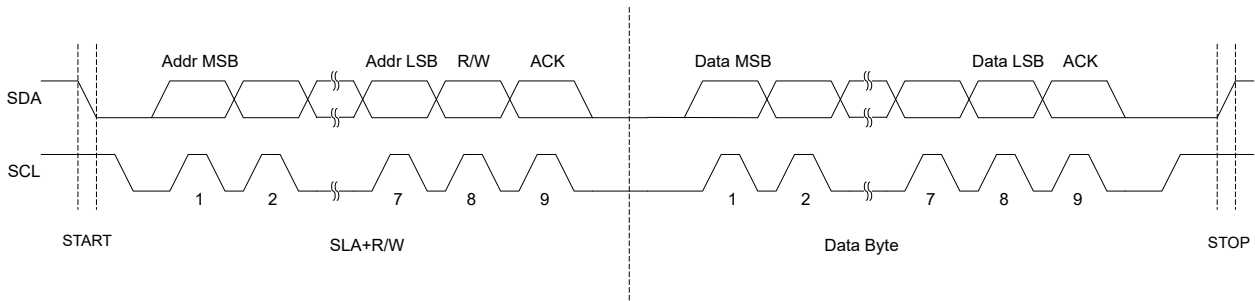 Addr MSB Addr LSB R/W ACK Data MSB Data LSB ACK
SDA
SCL
1 2 7 8 9 1 2 7 8 9
START SLA+R/W Data Byte STOP